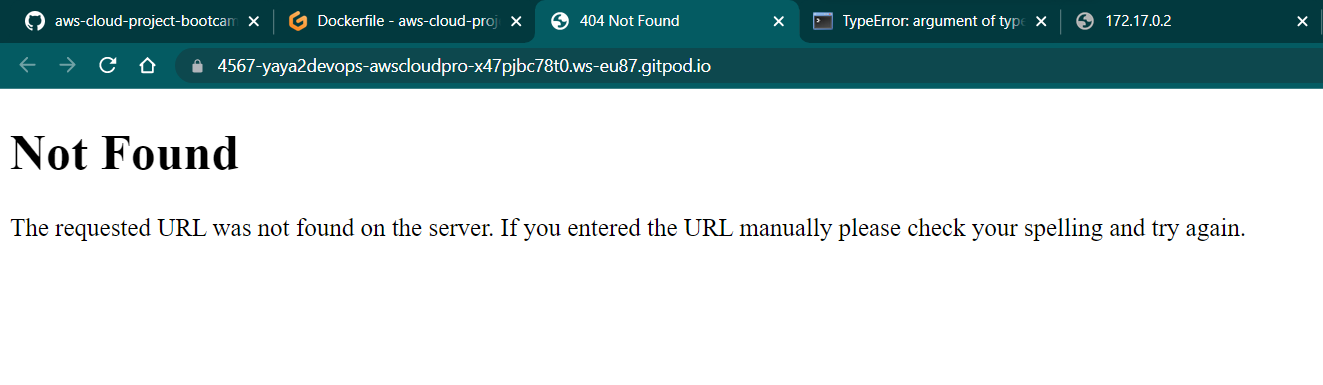 aws-cloud-project-bootcam
Dockerfile - aws-cloud-proj
404 Not Found
TypeError: argument of type
172.17.0.2
4567-yaya2devops-awscloudpro-x47pjbc78t0.ws-eu87.gitpod.io
Not Found
The requested URL was not found on the server. If you entered the URL manually please check your spelling and try again.